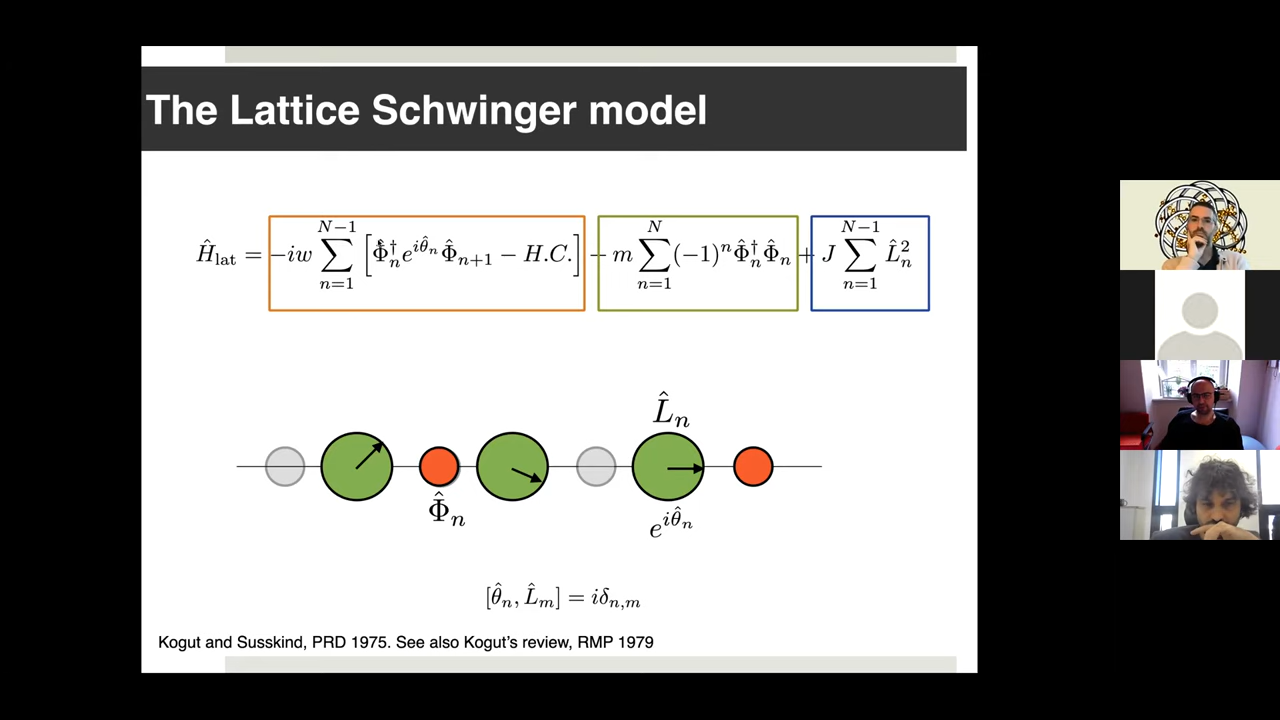 The Lattice Schwinger model
Ĥ_lat = −iw ∑_{n=1}^{N−1} [Φ̂_n† e^{iθ̂_n} Φ̂_{n+1} − H.C.] + m ∑_{n=1}^{N} (−1)^n Φ̂_n† Φ̂_n + J ∑_{n=1}^{N−1} L̂_n²
L̂_n
Φ̂_n
e^{iθ̂_n}
[θ̂_n, L̂_m] = iδ_{n,m}
Kogut and Susskind, PRD 1975. See also Kogut's review, RMP 1979